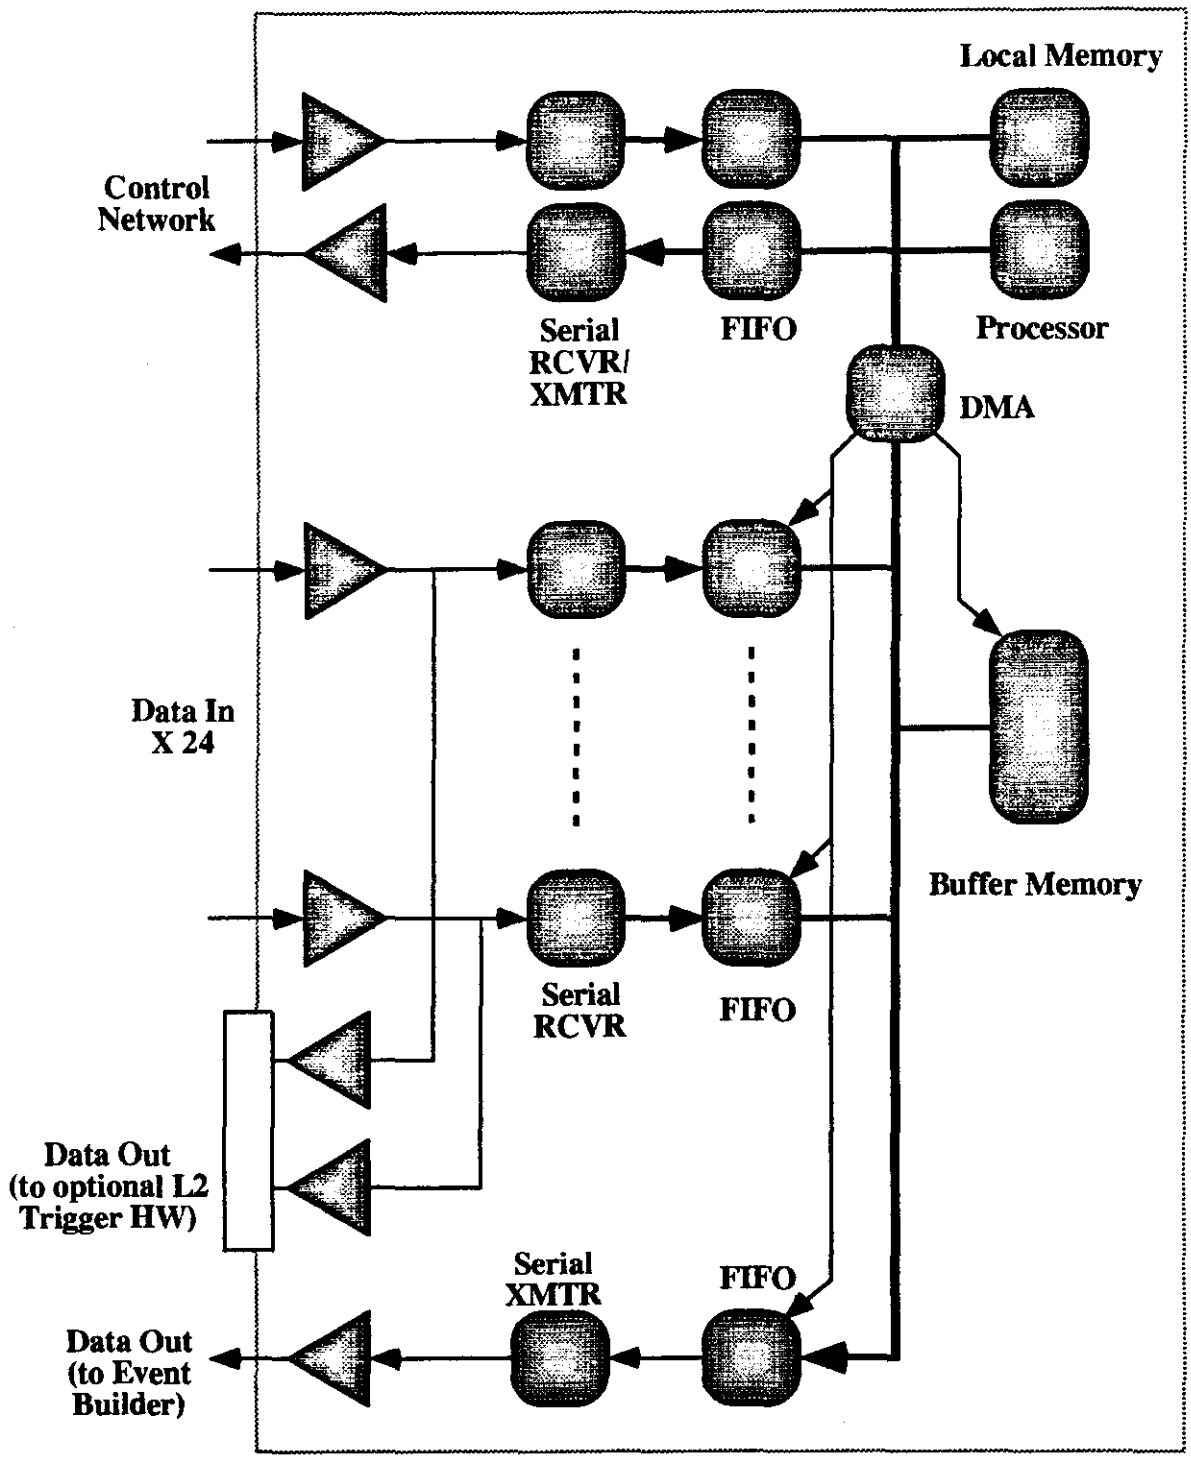 Local Memory
Control
Network
Serial
RCVR/
XMTR
FIFO
Processor
DMA
Data In
X 24
Buffer Memory
Serial
RCVR
FIFO
Data Out
(to optional L2
Trigger HW)
Serial
XMTR
FIFO
Data Out
(to Event
Builder)